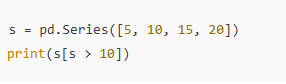 s = pd.Series([5, 10, 15, 20])
print(s[s > 10])